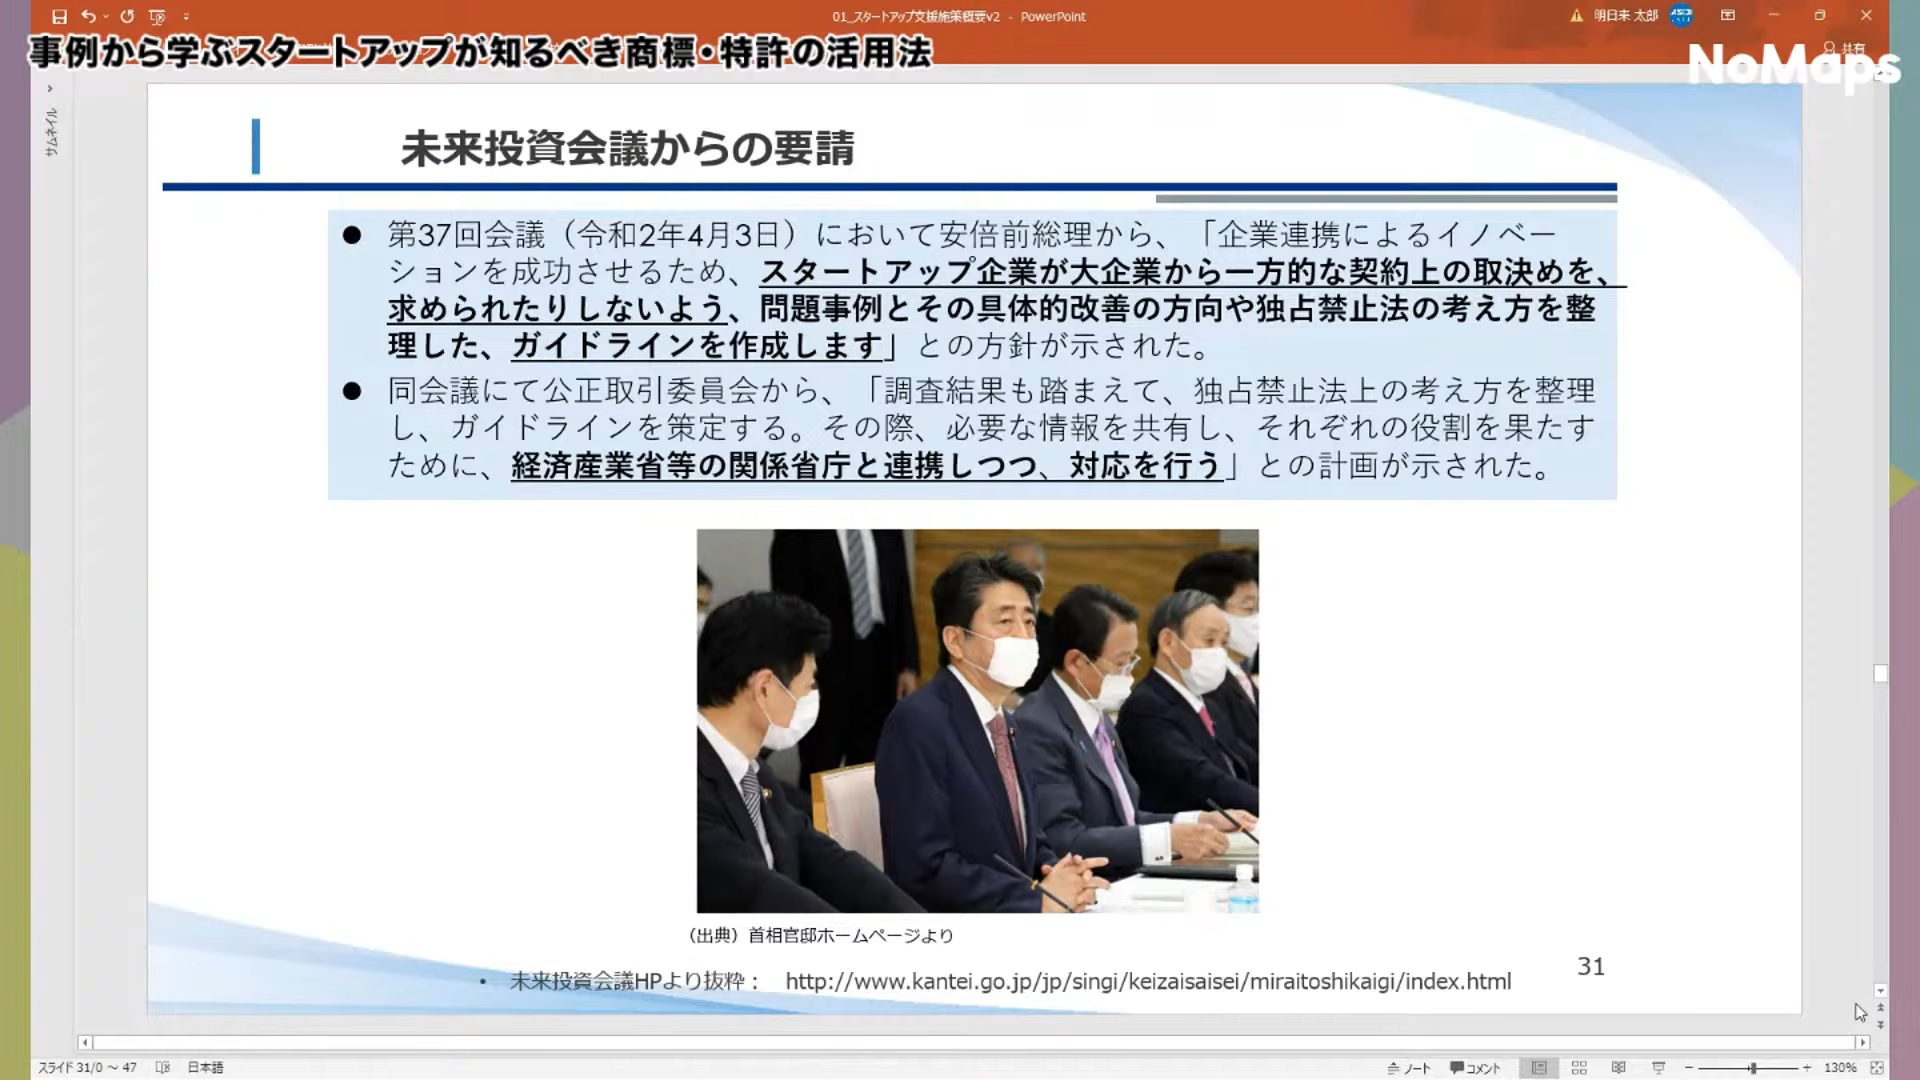 01_スタートアップ支援施策概要v2 - PowerPoint
明日来 太郎
共有
事例から学ぶスタートアップが知るべき商標・特許の活用法
NoMaps
サムネイル
未来投資会議からの要請
● 第37回会議（令和2年4月3日）において安倍前総理から、「企業連携によるイノベー
ションを成功させるため、スタートアップ企業が大企業から一方的な契約上の取決めを、
求められたりしないよう、問題事例とその具体的改善の方向や独占禁止法の考え方を整
理した、ガイドラインを作成します」との方針が示された。
● 同会議にて公正取引委員会から、「調査結果も踏まえて、独占禁止法上の考え方を整理
し、ガイドラインを策定する。その際、必要な情報を共有し、それぞれの役割を果たす
ために、経済産業省等の関係省庁と連携しつつ、対応を行う」との計画が示された。
（出典）首相官邸ホームページより
31
• 未来投資会議HPより抜粋： http://www.kantei.go.jp/jp/singi/keizaisaisei/miraitoshikaigi/index.html
スライド 31/0 ～ 47 日本語 ノート コメント 130%